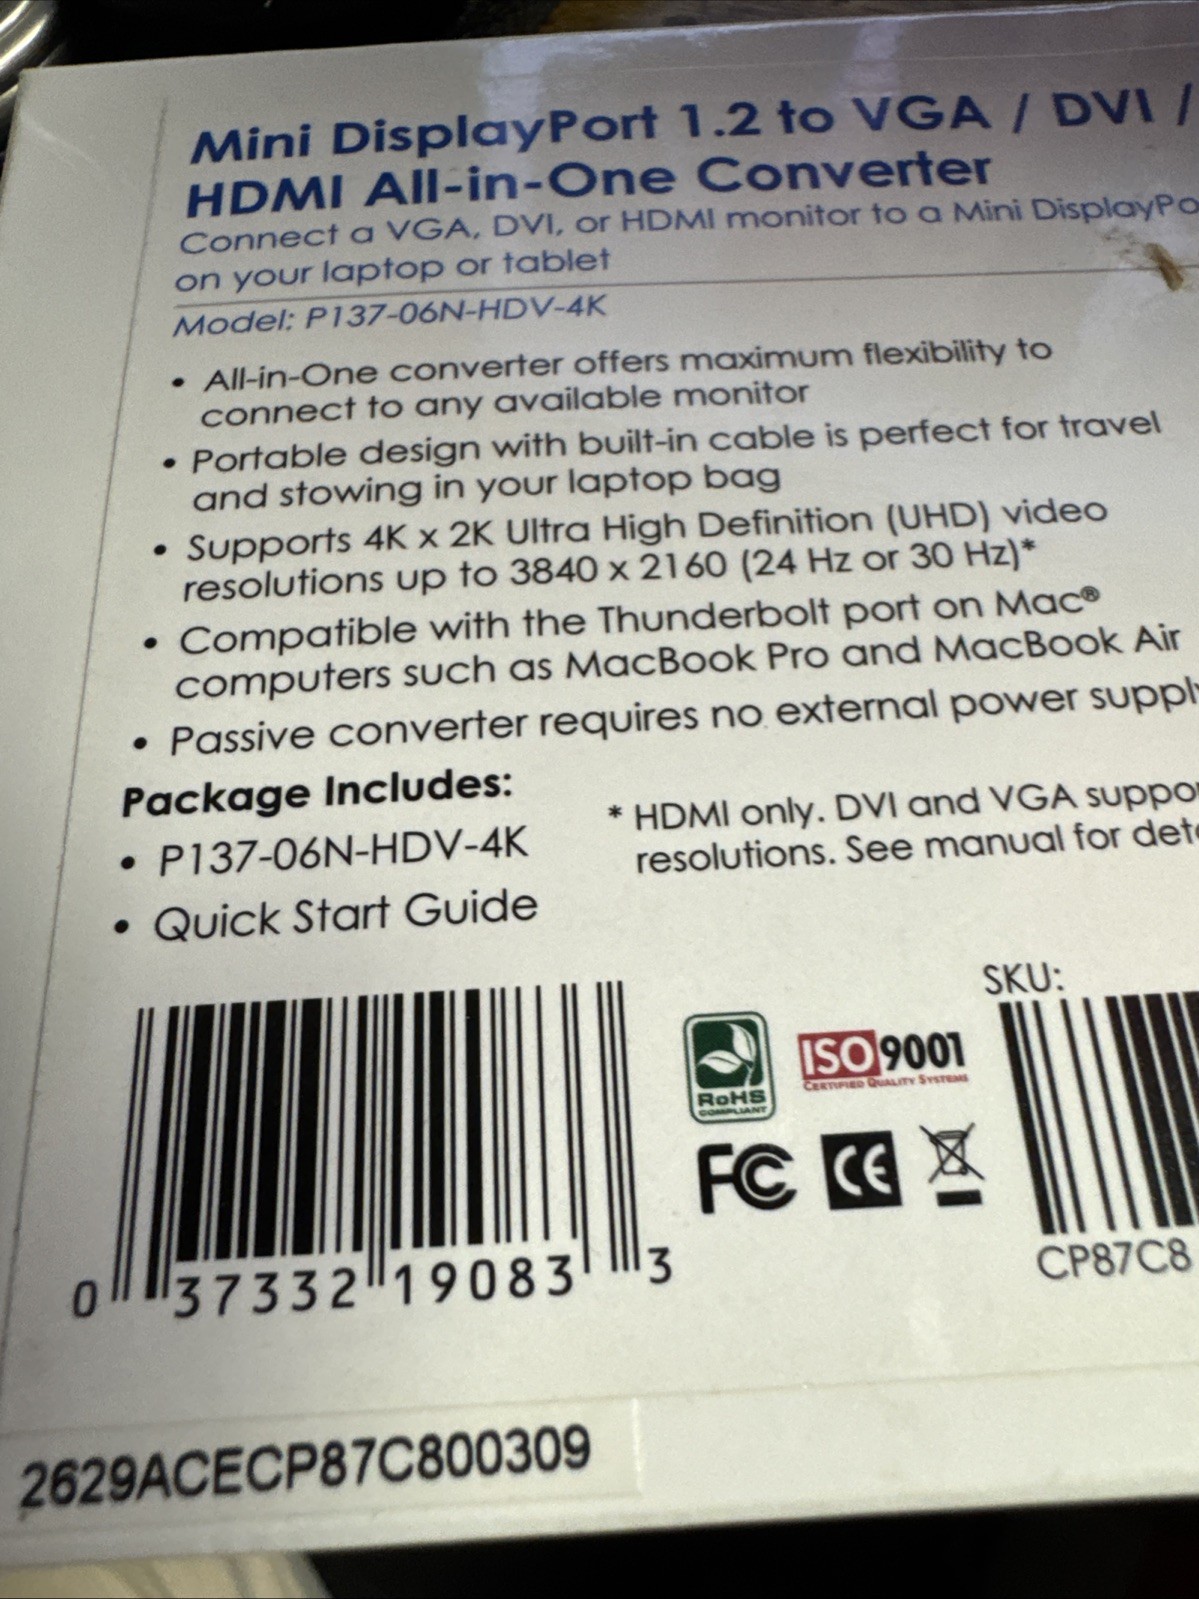 Mini DisplayPort 1.2 to VGA / DVI /
HDMI All-in-One Converter
Connect a VGA, DVI, or HDMI monitor to a Mini DisplayPo
on your laptop or tablet
Model: P137-06N-HDV-4K
• All-in-One converter offers maximum flexibility to
connect to any available monitor
• Portable design with built-in cable is perfect for travel
and stowing in your laptop bag
• Supports 4K x 2K Ultra High Definition (UHD) video
resolutions up to 3840 x 2160 (24 Hz or 30 Hz)*
• Compatible with the Thunderbolt port on Mac®
computers such as MacBook Pro and MacBook Air
• Passive converter requires no external power supply
Package Includes:
• P137-06N-HDV-4K
• Quick Start Guide
* HDMI only. DVI and VGA suppor
resolutions. See manual for deta
SKU:
RoHS
COMPLIANT
ISO 9001
CERTIFIED QUALITY SYSTEMS
FC CE
CP87C8
0 37332 19083 3
2629ACECP87C800309